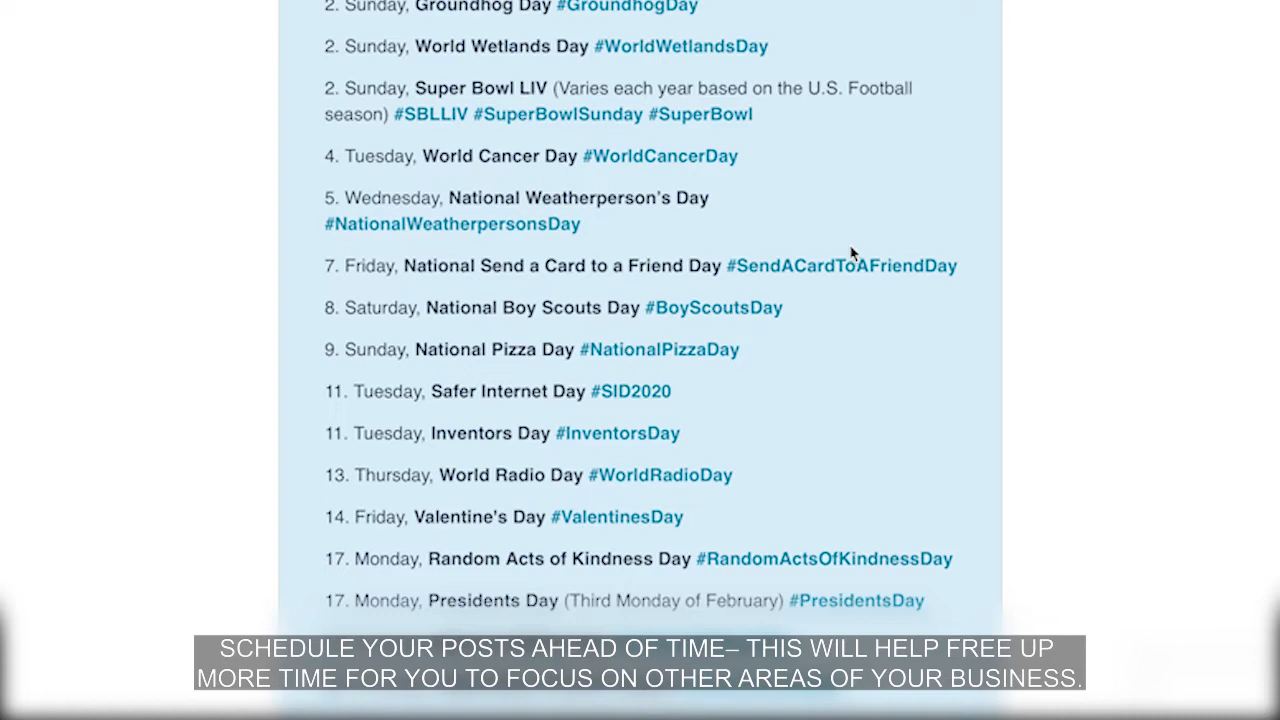 2. Sunday, Groundhog Day #GroundhogDay
2. Sunday, World Wetlands Day #WorldWetlandsDay
2. Sunday, Super Bowl LIV (Varies each year based on the U.S. Football
season) #SBLLIV #SuperBowlSunday #SuperBowl
4. Tuesday, World Cancer Day #WorldCancerDay
5. Wednesday, National Weatherperson's Day
#NationalWeatherpersonsDay
7. Friday, National Send a Card to a Friend Day #SendACardToAFriendDay
8. Saturday, National Boy Scouts Day #BoyScoutsDay
9. Sunday, National Pizza Day #NationalPizzaDay
11. Tuesday, Safer Internet Day #SID2020
11. Tuesday, Inventors Day #InventorsDay
13. Thursday, World Radio Day #WorldRadioDay
14. Friday, Valentine's Day #ValentinesDay
17. Monday, Random Acts of Kindness Day #RandomActsOfKindnessDay
17. Monday, Presidents Day (Third Monday of February) #PresidentsDay
SCHEDULE YOUR POSTS AHEAD OF TIME– THIS WILL HELP FREE UP
MORE TIME FOR YOU TO FOCUS ON OTHER AREAS OF YOUR BUSINESS.